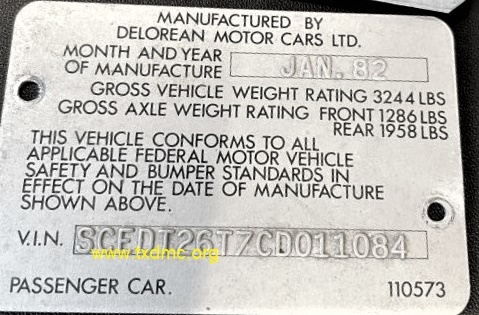 MANUFACTURED BY
DELOREAN MOTOR CARS LTD.
MONTH AND YEAR
OF MANUFACTURE JAN. 82
GROSS VEHICLE WEIGHT RATING 3244 LBS
GROSS AXLE WEIGHT RATING FRONT 1286 LBS
REAR 1958 LBS
THIS VEHICLE CONFORMS TO ALL
APPLICABLE FEDERAL MOTOR VEHICLE
SAFETY AND BUMPER STANDARDS IN
EFFECT ON THE DATE OF MANUFACTURE
SHOWN ABOVE.
V.I.N. SCEDT26T7CD011084
www.txdmc.org
PASSENGER CAR. 110573